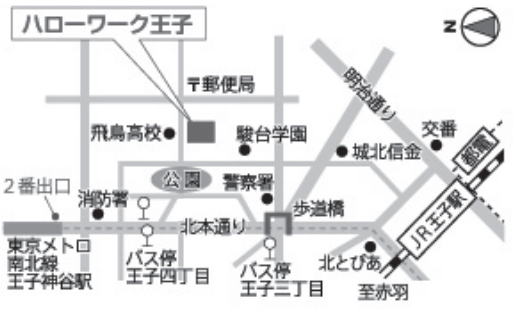 ハローワーク王子
N
〒郵便局
明治通り
飛鳥高校
駿台学園
城北信金
交番
都電
公園
警察署
2番出口
消防署
歩道橋
JR王子駅
北本通り
東京メトロ
南北線
王子神谷駅
バス停
王子四丁目
バス停
王子三丁目
北とぴあ
至赤羽